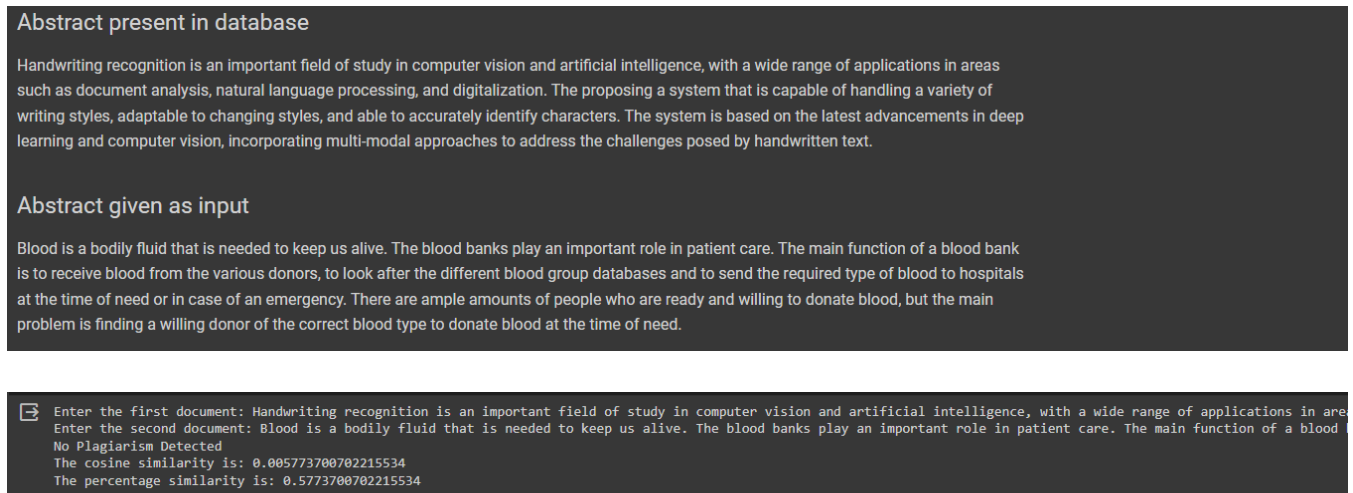 Abstract present in database
Handwriting recognition is an important field of study in computer vision and artificial intelligence, with a wide range of applications in areas
such as document analysis, natural language processing, and digitalization. The proposing a system that is capable of handling a variety of
writing styles, adaptable to changing styles, and able to accurately identify characters. The system is based on the latest advancements in deep
learning and computer vision, incorporating multi-modal approaches to address the challenges posed by handwritten text.
Abstract given as input
Blood is a bodily fluid that is needed to keep us alive. The blood banks play an important role in patient care. The main function of a blood bank
is to receive blood from the various donors, to look after the different blood group databases and to send the required type of blood to hospitals
at the time of need or in case of an emergency. There are ample amounts of people who are ready and willing to donate blood, but the main
problem is finding a willing donor of the correct blood type to donate blood at the time of need.
Enter the first document: Handwriting recognition is an important field of study in computer vision and artificial intelligence, with a wide range of applications in
Enter the second document: Blood is a bodily fluid that is needed to keep us alive. The blood banks play an important role in patient care. The main function of a blood
No Plagiarism Detected
The cosine similarity is: 0.005773700702215534
The percentage similarity is: 0.5773700702215534